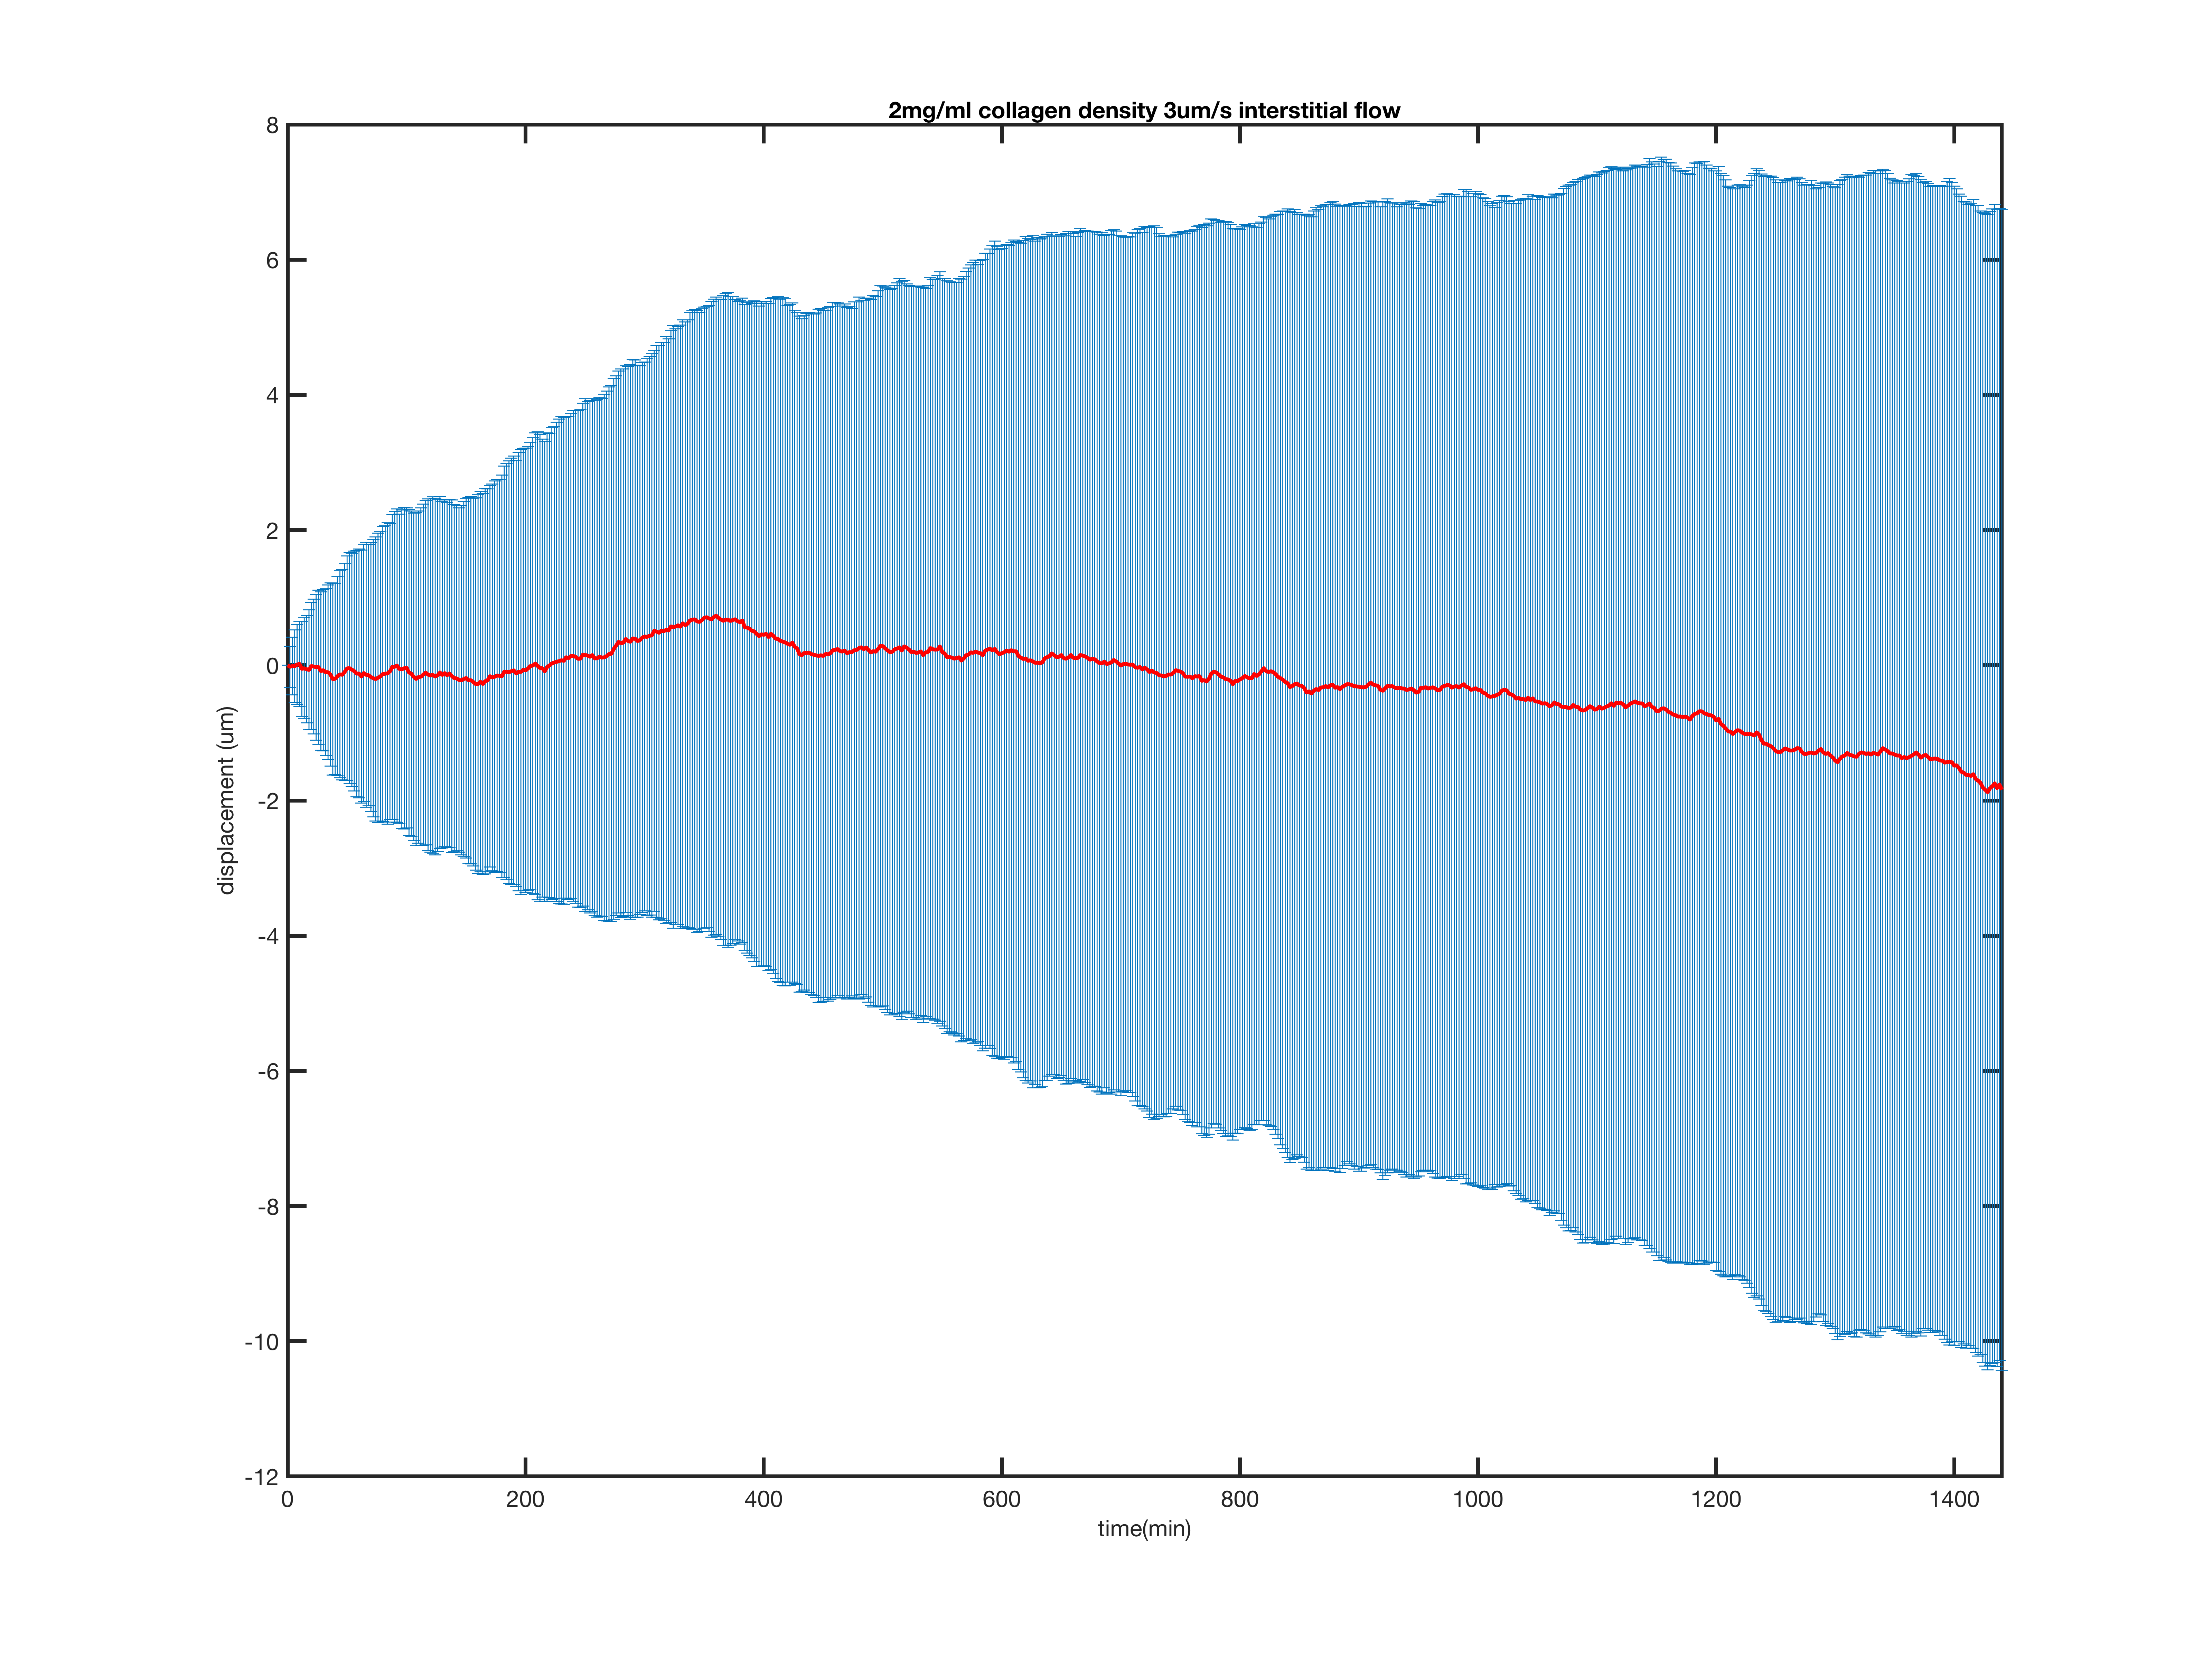 2mg/ml collagen density 3um/s interstitial flow
8
6
4
2
0
-2
-4
-6
-8
-10
-12
displacement (um)
0 200 400 600 800 1000 1200 1400
time(min)